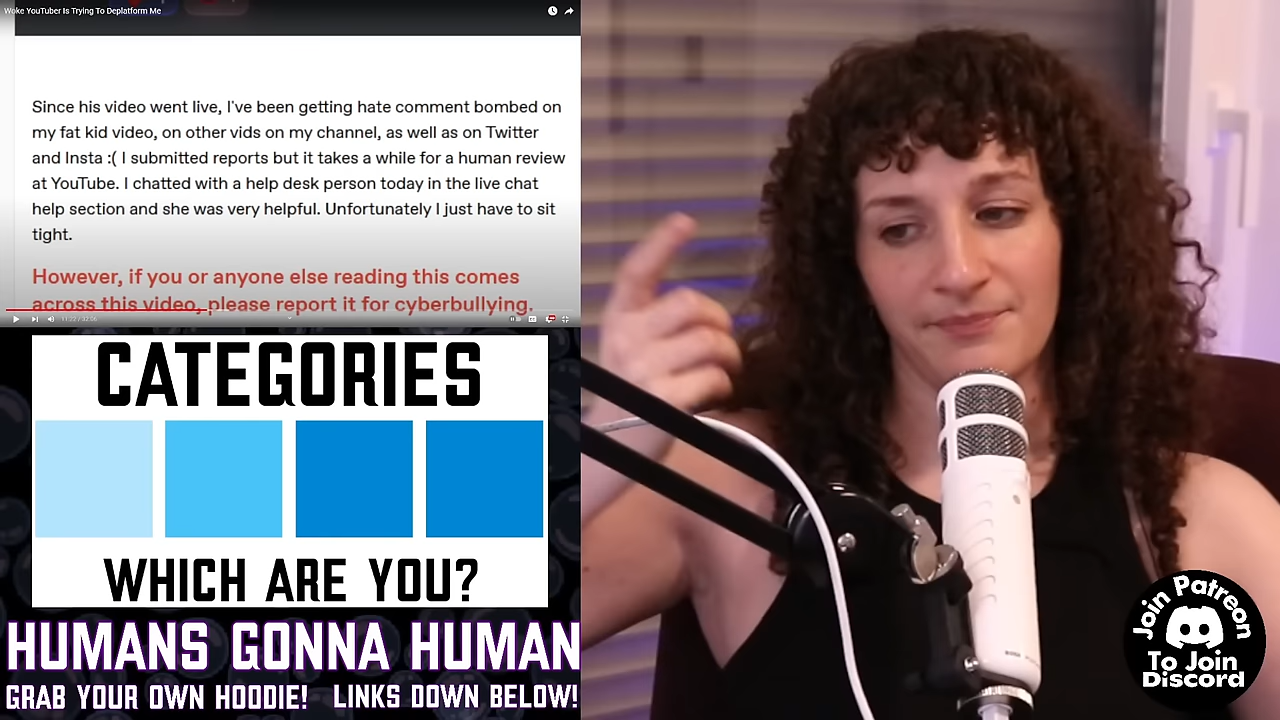 Woke YouTuber Is Trying To Deplatform Me
Since his video went live, I've been getting hate comment bombed on
my fat kid video, on other vids on my channel, as well as on Twitter
and Insta :( I submitted reports but it takes a while for a human review
at YouTube. I chatted with a help desk person today in the live chat
help section and she was very helpful. Unfortunately I just have to sit
tight.
However, if you or anyone else reading this comes
across this video, please report it for cyberbullying.
CATEGORIES
WHICH ARE YOU?
HUMANS GONNA HUMAN
GRAB YOUR OWN HOODIE! LINKS DOWN BELOW!
Join Patreon
To Join
Discord